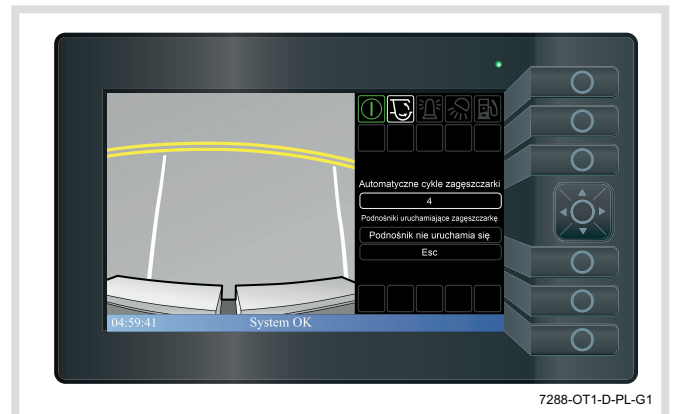 Automatyczne cykle zagęszczarki
4
Podnośniki uruchamiające zagęszczarkę
Podnośnik nie uruchamia się
Esc
04:59:41 System OK
7288-OT1-D-PL-G1